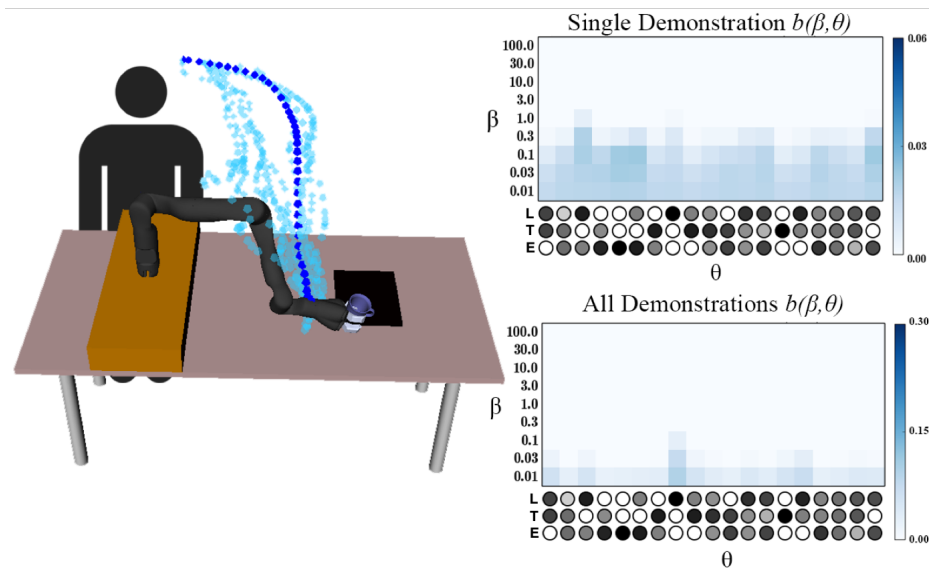 Single Demonstration b(β,θ)
0.06
100.0
30.0
10.0
3.0
β
1.0
0.3
0.1
0.03
0.01
0.03
0.00
L
T
E
θ
All Demonstrations b(β,θ)
0.30
100.0
30.0
10.0
3.0
β
1.0
0.3
0.1
0.03
0.01
0.15
0.00
L
T
E
θ